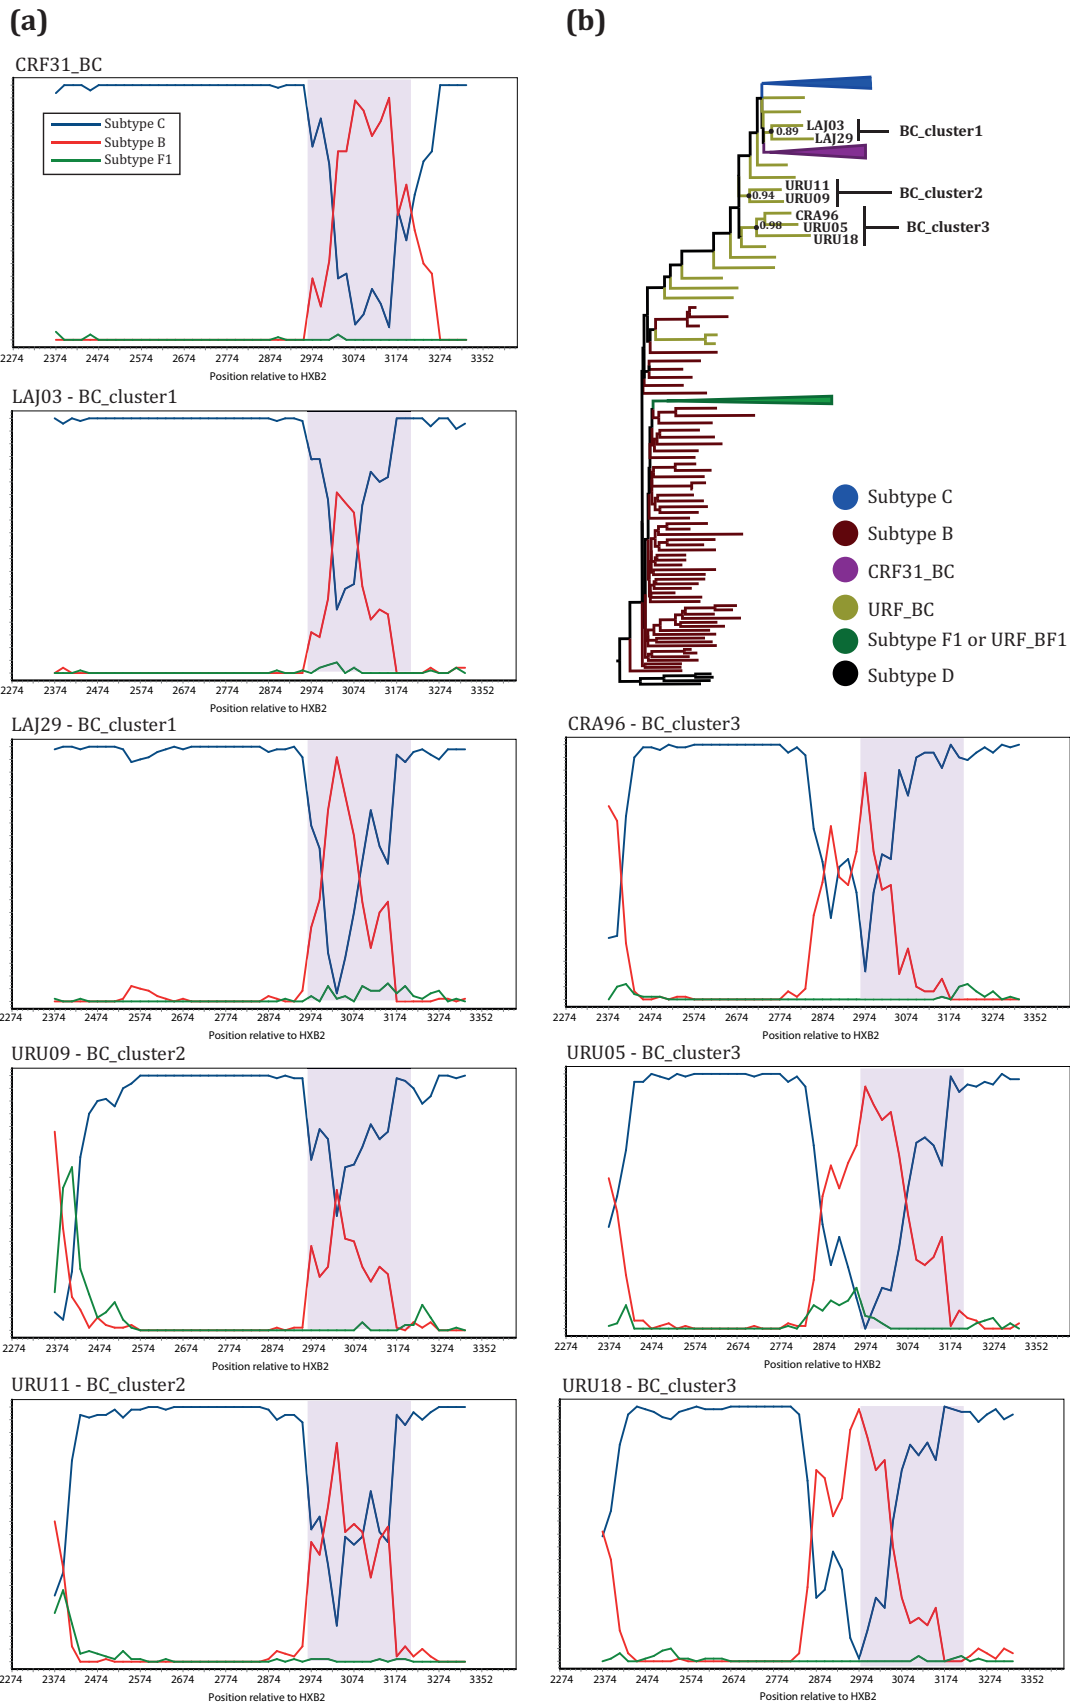 (a)
CRF31_BC
Subtype C
Subtype B
Subtype F1
2274 2374 2474 2574 2674 2774 2874 2974 3074 3174 3274 3352
Position relative to HXB2
LAJ03 - BC_cluster1
2274 2374 2474 2574 2674 2774 2874 2974 3074 3174 3274 3352
Position relative to HXB2
LAJ29 - BC_cluster1
2274 2374 2474 2574 2674 2774 2874 2974 3074 3174 3274 3352
Position relative to HXB2
URU09 - BC_cluster2
2274 2374 2474 2574 2674 2774 2874 2974 3074 3174 3274 3352
Position relative to HXB2
URU11 - BC_cluster2
2274 2374 2474 2574 2674 2774 2874 2974 3074 3174 3274 3352
Position relative to HXB2
(b)
0.89
LAJ03
LAJ29
BC_cluster1
0.94
URU11
URU09
BC_cluster2
0.98
CRA96
URU05
URU18
BC_cluster3
Subtype C
Subtype B
CRF31_BC
URF_BC
Subtype F1 or URF_BF1
Subtype D
CRA96 - BC_cluster3
2274 2374 2474 2574 2674 2774 2874 2974 3074 3174 3274 3352
Position relative to HXB2
URU05 - BC_cluster3
2274 2374 2474 2574 2674 2774 2874 2974 3074 3174 3274 3352
Position relative to HXB2
URU18 - BC_cluster3
2274 2374 2474 2574 2674 2774 2874 2974 3074 3174 3274 3352
Position relative to HXB2